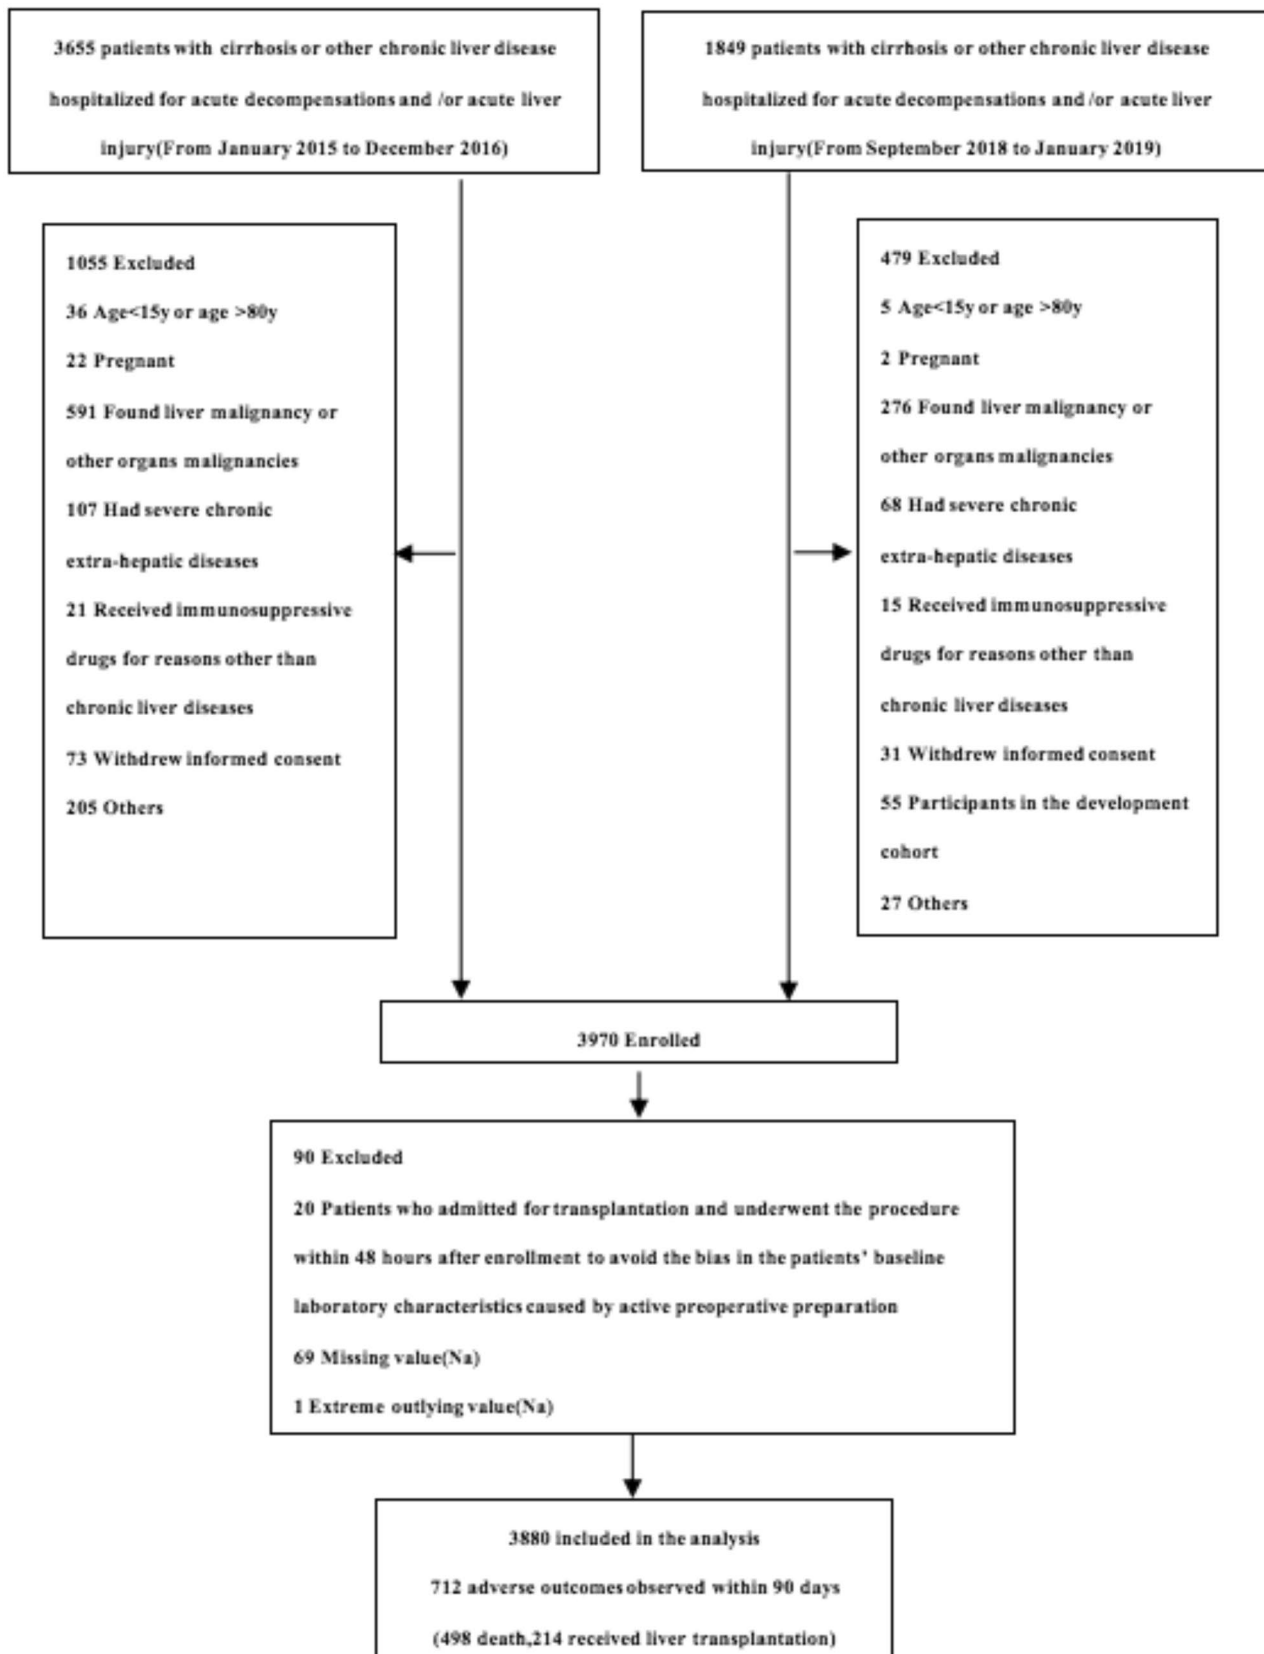 3655 patients with cirrhosis or other chronic liver disease
hospitalized for acute decompensations and /or acute liver
injury(From January 2015 to December 2016)
1849 patients with cirrhosis or other chronic liver disease
hospitalized for acute decompensations and /or acute liver
injury(From September 2018 to January 2019)
1055 Excluded
36 Age<15y or age >80y
22 Pregnant
591 Found liver malignancy or
other organs malignancies
107 Had severe chronic
extra-hepatic diseases
21 Received immunosuppressive
drugs for reasons other than
chronic liver diseases
73 Withdrew informed consent
205 Others
479 Excluded
5 Age<15y or age >80y
2 Pregnant
276 Found liver malignancy or
other organs malignancies
68 Had severe chronic
extra-hepatic diseases
15 Received immunosuppressive
drugs for reasons other than
chronic liver diseases
31 Withdrew informed consent
55 Participants in the development
cohort
27 Others
3970 Enrolled
90 Excluded
20 Patients who admitted for transplantation and underwent the procedure
within 48 hours after enrollment to avoid the bias in the patients’ baseline
laboratory characteristics caused by active preoperative preparation
69 Missing value(Na)
1 Extreme outlying value(Na)
3880 included in the analysis
712 adverse outcomes observed within 90 days
(498 death,214 received liver transplantation)